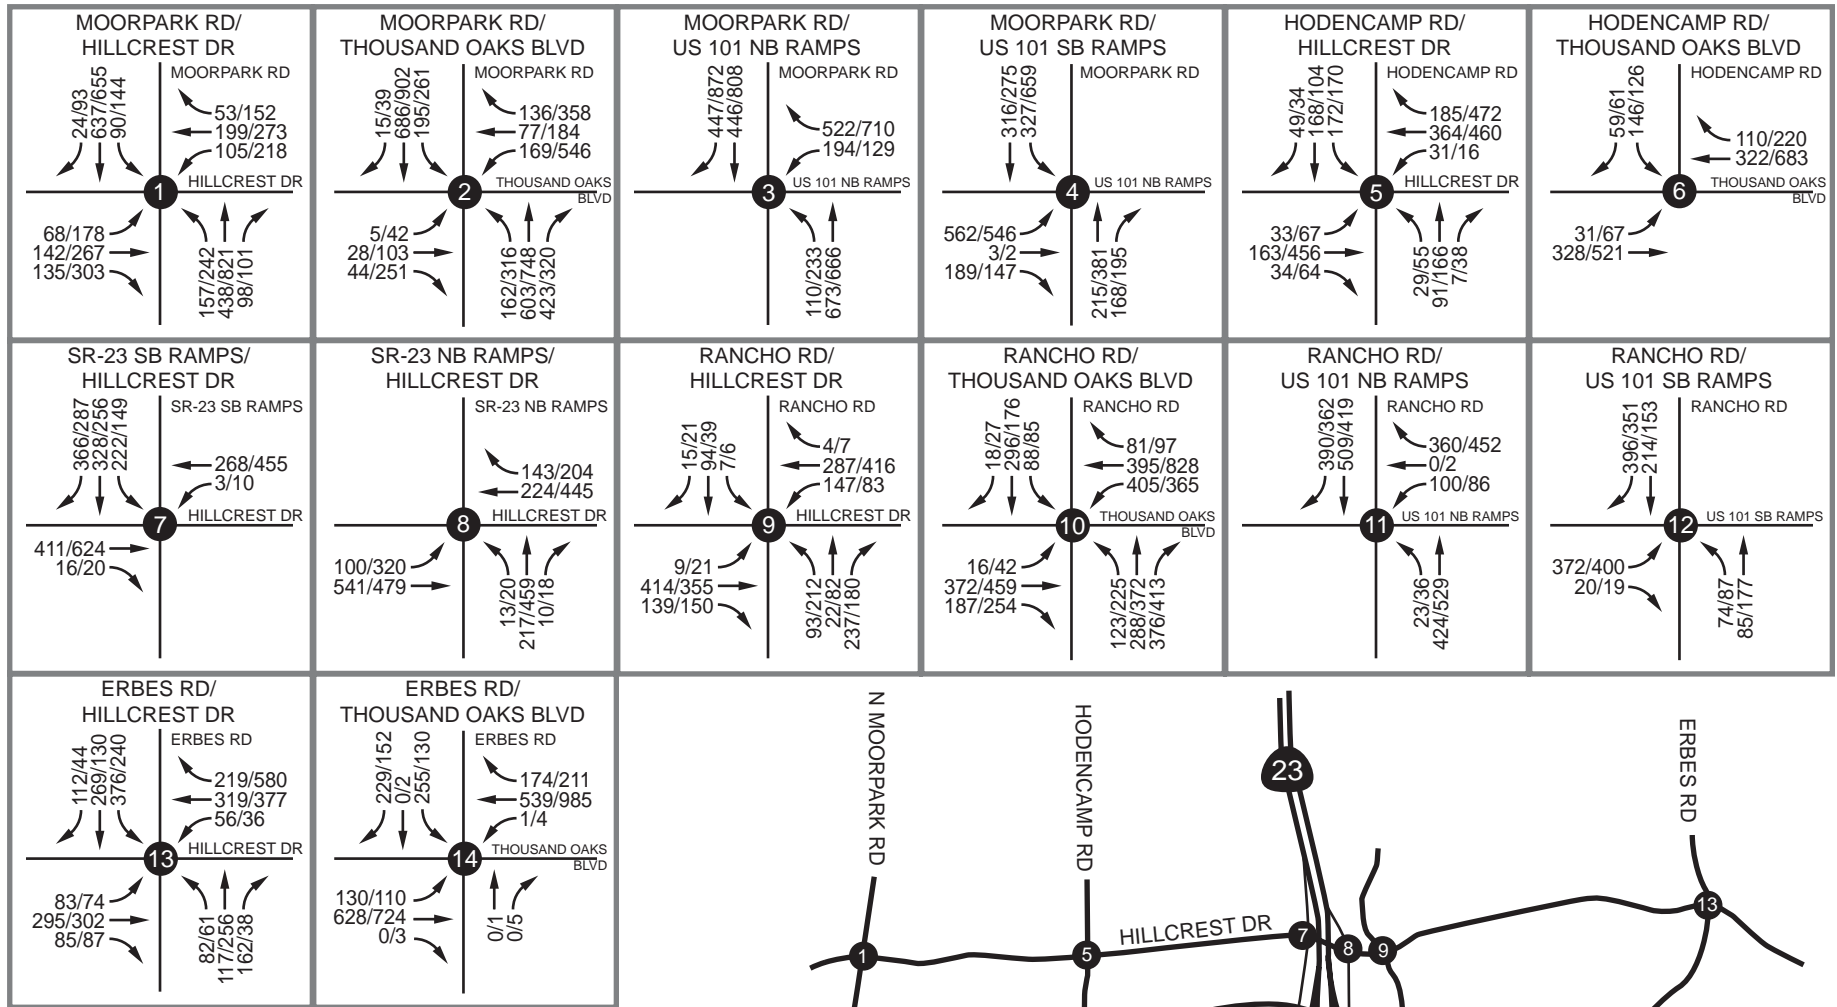 MOORPARK RD/
HILLCREST DR
MOORPARK RD
24/93
637/655
90/144
53/152
199/273
105/218
1
HILLCREST DR
68/178
142/267
135/303
157/242
438/821
98/101
MOORPARK RD/
THOUSAND OAKS BLVD
MOORPARK RD
15/39
686/902
195/261
136/358
77/184
169/546
2
THOUSAND OAKS
BLVD
5/42
28/103
44/251
162/316
603/748
423/320
MOORPARK RD/
US 101 NB RAMPS
MOORPARK RD
447/872
446/808
522/710
194/129
3
US 101 NB RAMPS
110/233
673/666
MOORPARK RD/
US 101 SB RAMPS
MOORPARK RD
316/275
327/659
4
US 101 NB RAMPS
562/546
3/2
189/147
215/381
168/195
HODENCAMP RD/
HILLCREST DR
HODENCAMP RD
49/34
168/104
172/170
185/472
364/460
31/16
5
HILLCREST DR
33/67
163/456
34/64
29/55
91/166
7/38
HODENCAMP RD/
THOUSAND OAKS BLVD
HODENCAMP RD
59/61
146/126
110/220
322/683
6
THOUSAND OAKS
BLVD
31/67
328/521
SR-23 SB RAMPS/
HILLCREST DR
SR-23 SB RAMPS
366/287
328/256
222/149
268/455
3/10
7
HILLCREST DR
411/624
16/20
SR-23 NB RAMPS/
HILLCREST DR
SR-23 NB RAMPS
143/204
224/445
8
HILLCREST DR
100/320
541/479
13/20
217/459
10/18
RANCHO RD/
HILLCREST DR
RANCHO RD
15/21
94/39
7/6
4/7
287/416
147/83
9
HILLCREST DR
9/21
414/355
139/150
93/212
22/82
237/180
RANCHO RD/
THOUSAND OAKS BLVD
RANCHO RD
18/27
296/176
88/85
81/97
395/828
405/365
10
THOUSAND OAKS
BLVD
16/42
372/459
187/254
123/225
288/372
376/413
RANCHO RD/
US 101 NB RAMPS
RANCHO RD
390/362
509/419
360/452
0/2
100/86
11
US 101 NB RAMPS
23/36
424/529
RANCHO RD/
US 101 SB RAMPS
RANCHO RD
396/351
214/153
12
US 101 SB RAMPS
372/400
20/19
74/87
85/177
ERBES RD/
HILLCREST DR
ERBES RD
112/44
269/130
376/240
219/580
319/377
56/36
13
HILLCREST DR
83/74
295/302
85/87
82/61
117/256
162/38
ERBES RD/
THOUSAND OAKS BLVD
ERBES RD
229/152
0/2
255/130
174/211
539/985
1/4
14
THOUSAND OAKS
BLVD
130/110
628/724
0/3
0/1
0/5
N MOORPARK RD
HODENCAMP RD
23
ERBES RD
HILLCREST DR
1
5
7
8
9
13